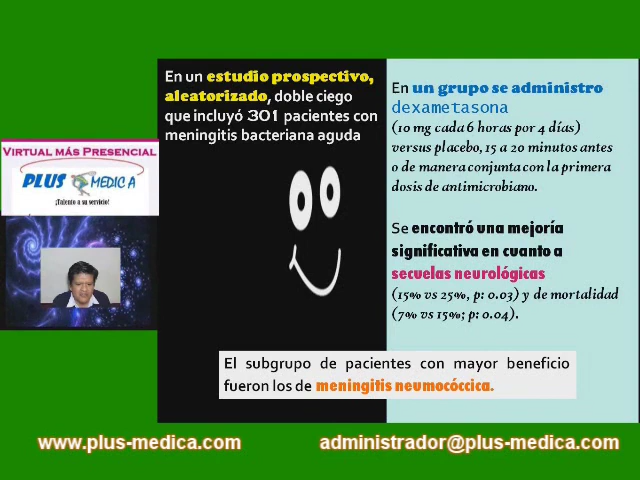 VIRTUAL MÁS PRESENCIAL
PLUS MEDICA
¡Talento a su servicio!
En un estudio prospectivo,
aleatorizado, doble ciego
que incluyó 301 pacientes con
meningitis bacteriana aguda
En un grupo se administro
dexametasona
(10 mg cada 6 horas por 4 días)
versus placebo, 15 a 20 minutos antes
o de manera conjunta con la primera
dosis de antimicrobiano.
Se encontró una mejoría
significativa en cuanto a
secuelas neurológicas
(15% vs 25%, p: 0.03) y de mortalidad
(7% vs 15%; p: 0.04).
El subgrupo de pacientes con mayor beneficio
fueron los de meningitis neumocóccica.
www.plus-medica.com
administrador@plus-medica.com